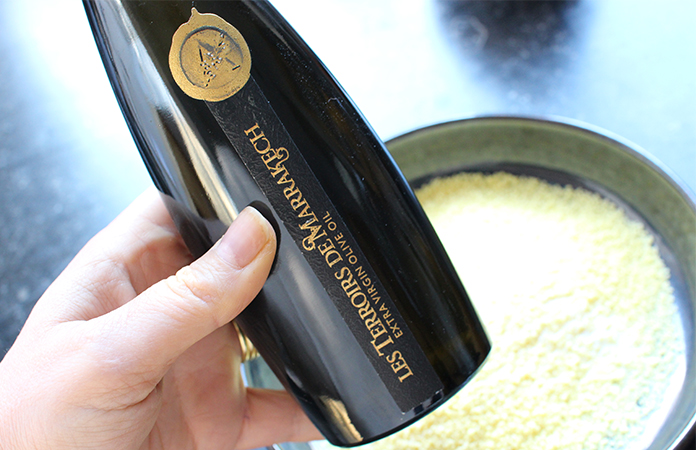 LES TERROIRS DE MARRAKECH
EXTRA VIRGIN OLIVE OIL